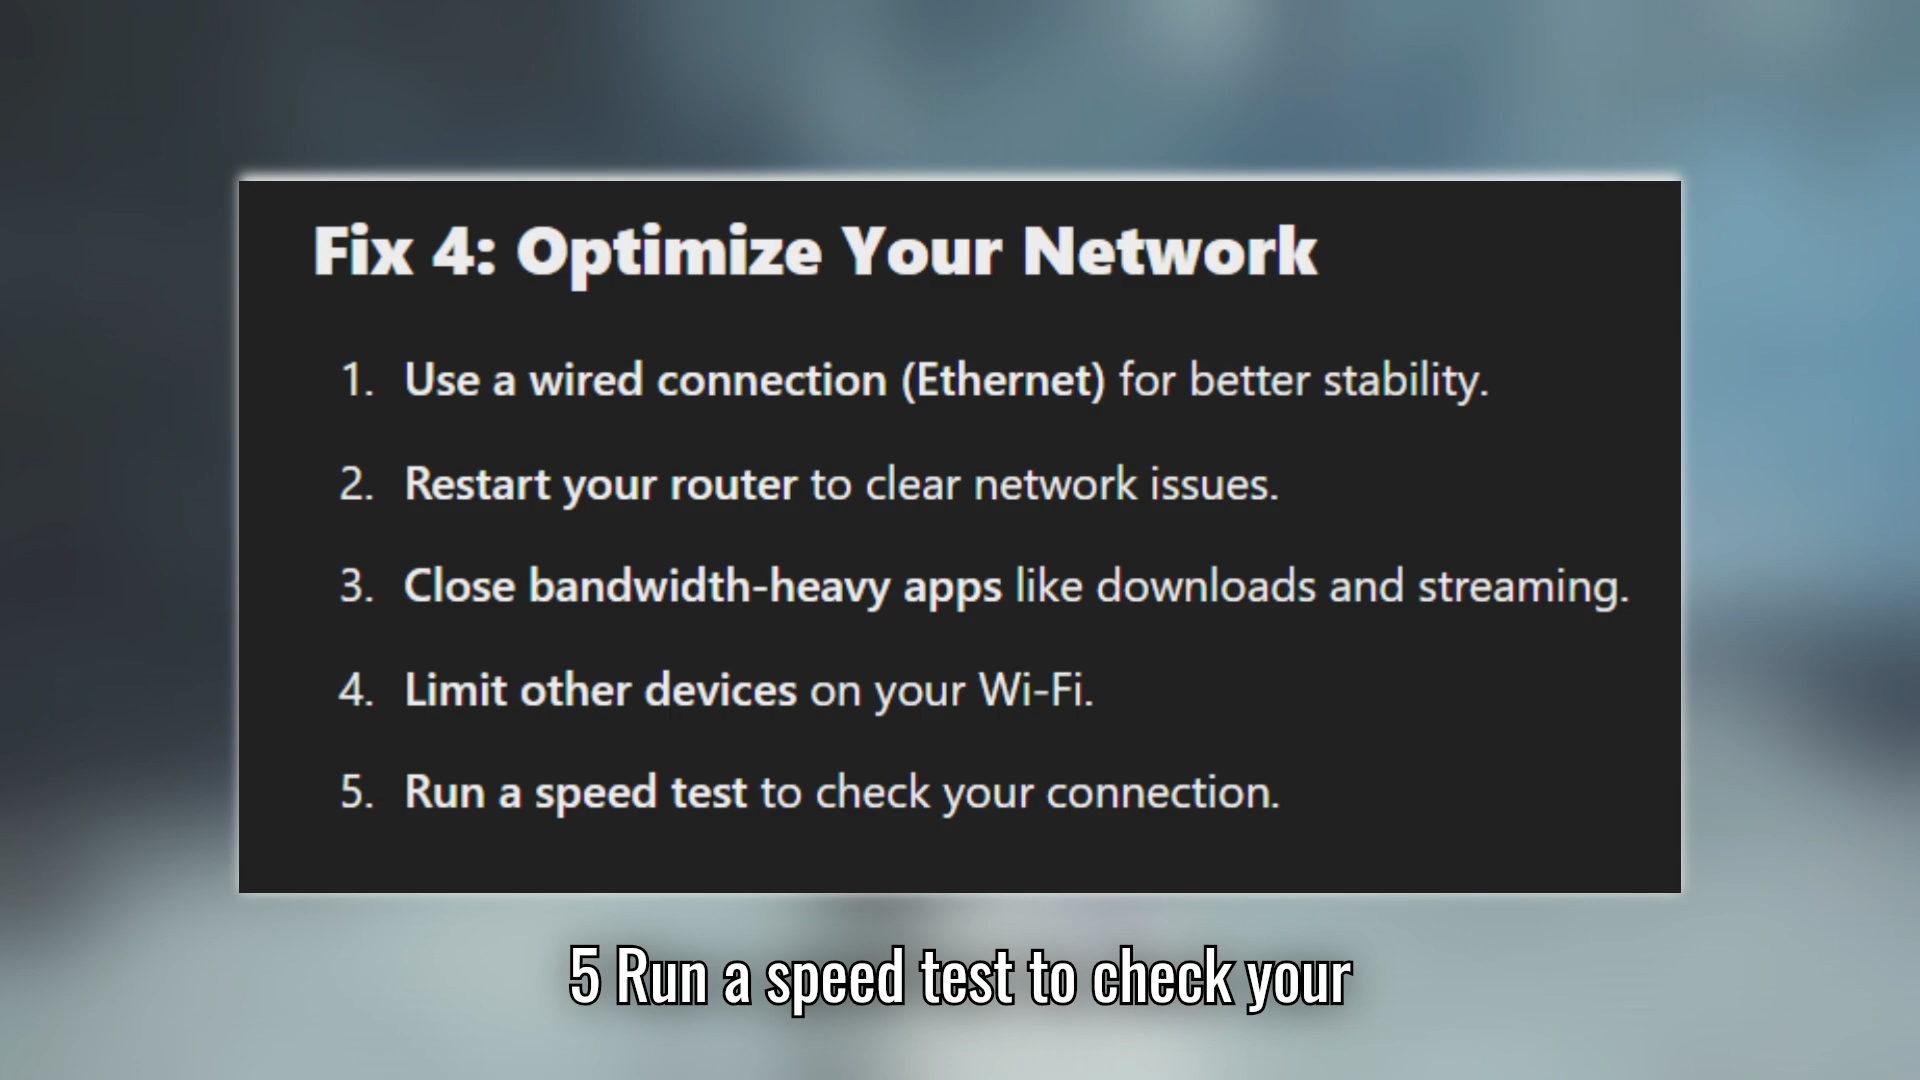 Fix 4: Optimize Your Network
1. Use a wired connection (Ethernet) for better stability.
2. Restart your router to clear network issues.
3. Close bandwidth-heavy apps like downloads and streaming.
4. Limit other devices on your Wi-Fi.
5. Run a speed test to check your connection.
5 Run a speed test to check your